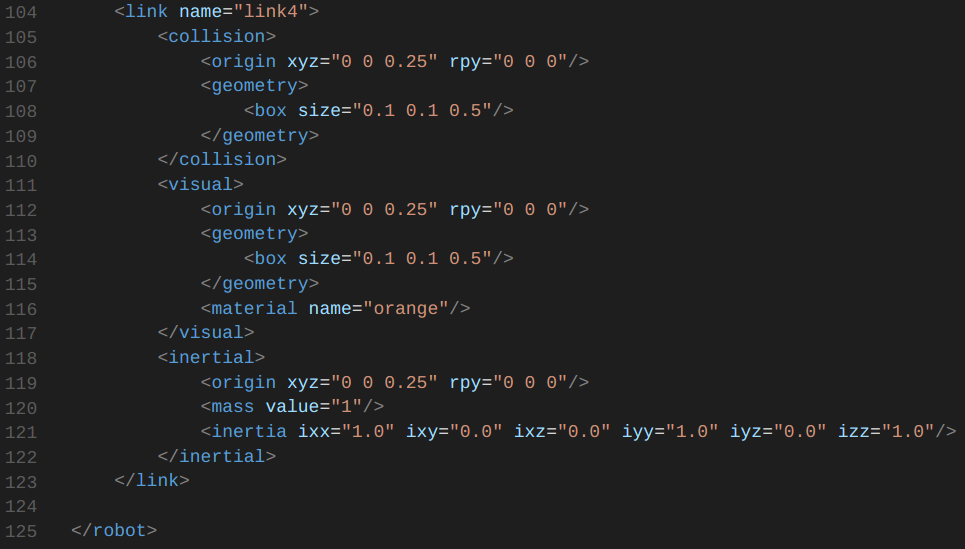 104 <link name="link4">
105 <collision>
106 <origin xyz="0 0 0.25" rpy="0 0 0"/>
107 <geometry>
108 <box size="0.1 0.1 0.5"/>
109 </geometry>
110 </collision>
111 <visual>
112 <origin xyz="0 0 0.25" rpy="0 0 0"/>
113 <geometry>
114 <box size="0.1 0.1 0.5"/>
115 </geometry>
116 <material name="orange"/>
117 </visual>
118 <inertial>
119 <origin xyz="0 0 0.25" rpy="0 0 0"/>
120 <mass value="1"/>
121 <inertia ixx="1.0" ixy="0.0" ixz="0.0" iyy="1.0" iyz="0.0" izz="1.0"/>
122 </inertial>
123 </link>
124
125 </robot>